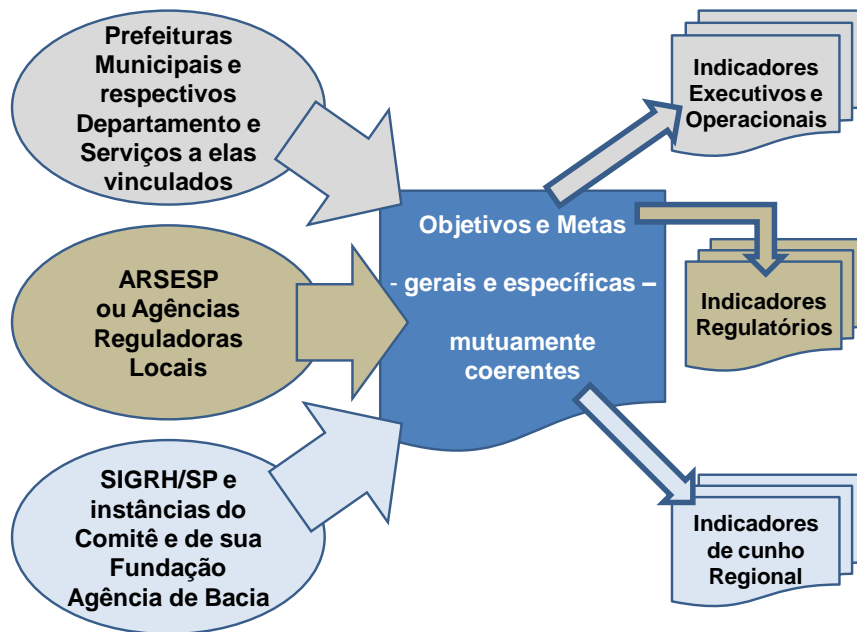 Prefeituras
Municipais e
respectivos
Departamento e
Serviços a elas
vinculados
ARSESP
ou Agências
Reguladoras
Locais
SIGRH/SP e
instâncias do
Comitê e de sua
Fundação
Agência de Bacia
Objetivos e Metas
- gerais e específicas –
mutuamente
coerentes
Indicadores
Executivos e
Operacionais
Indicadores
Regulatórios
Indicadores
de cunho
Regional